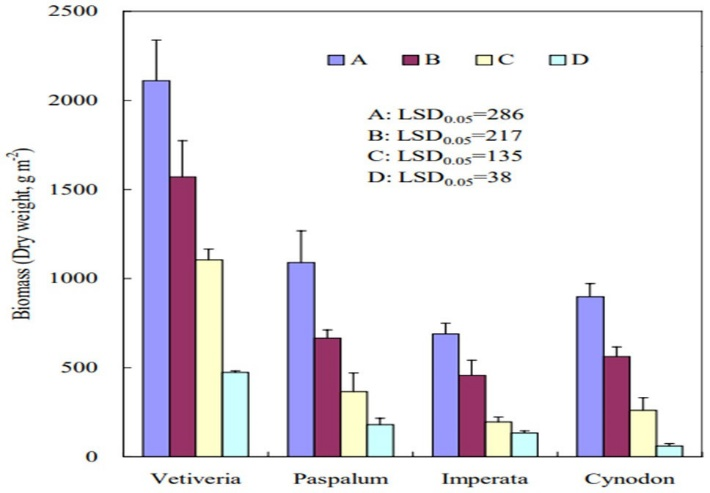 2500
2000
1500
1000
500
0
Biomass (Dry weight, g m⁻²)
A B C D
A: LSD₀.₀₅=286
B: LSD₀.₀₅=217
C: LSD₀.₀₅=135
D: LSD₀.₀₅=38
Vetiveria Paspalum Imperata Cynodon